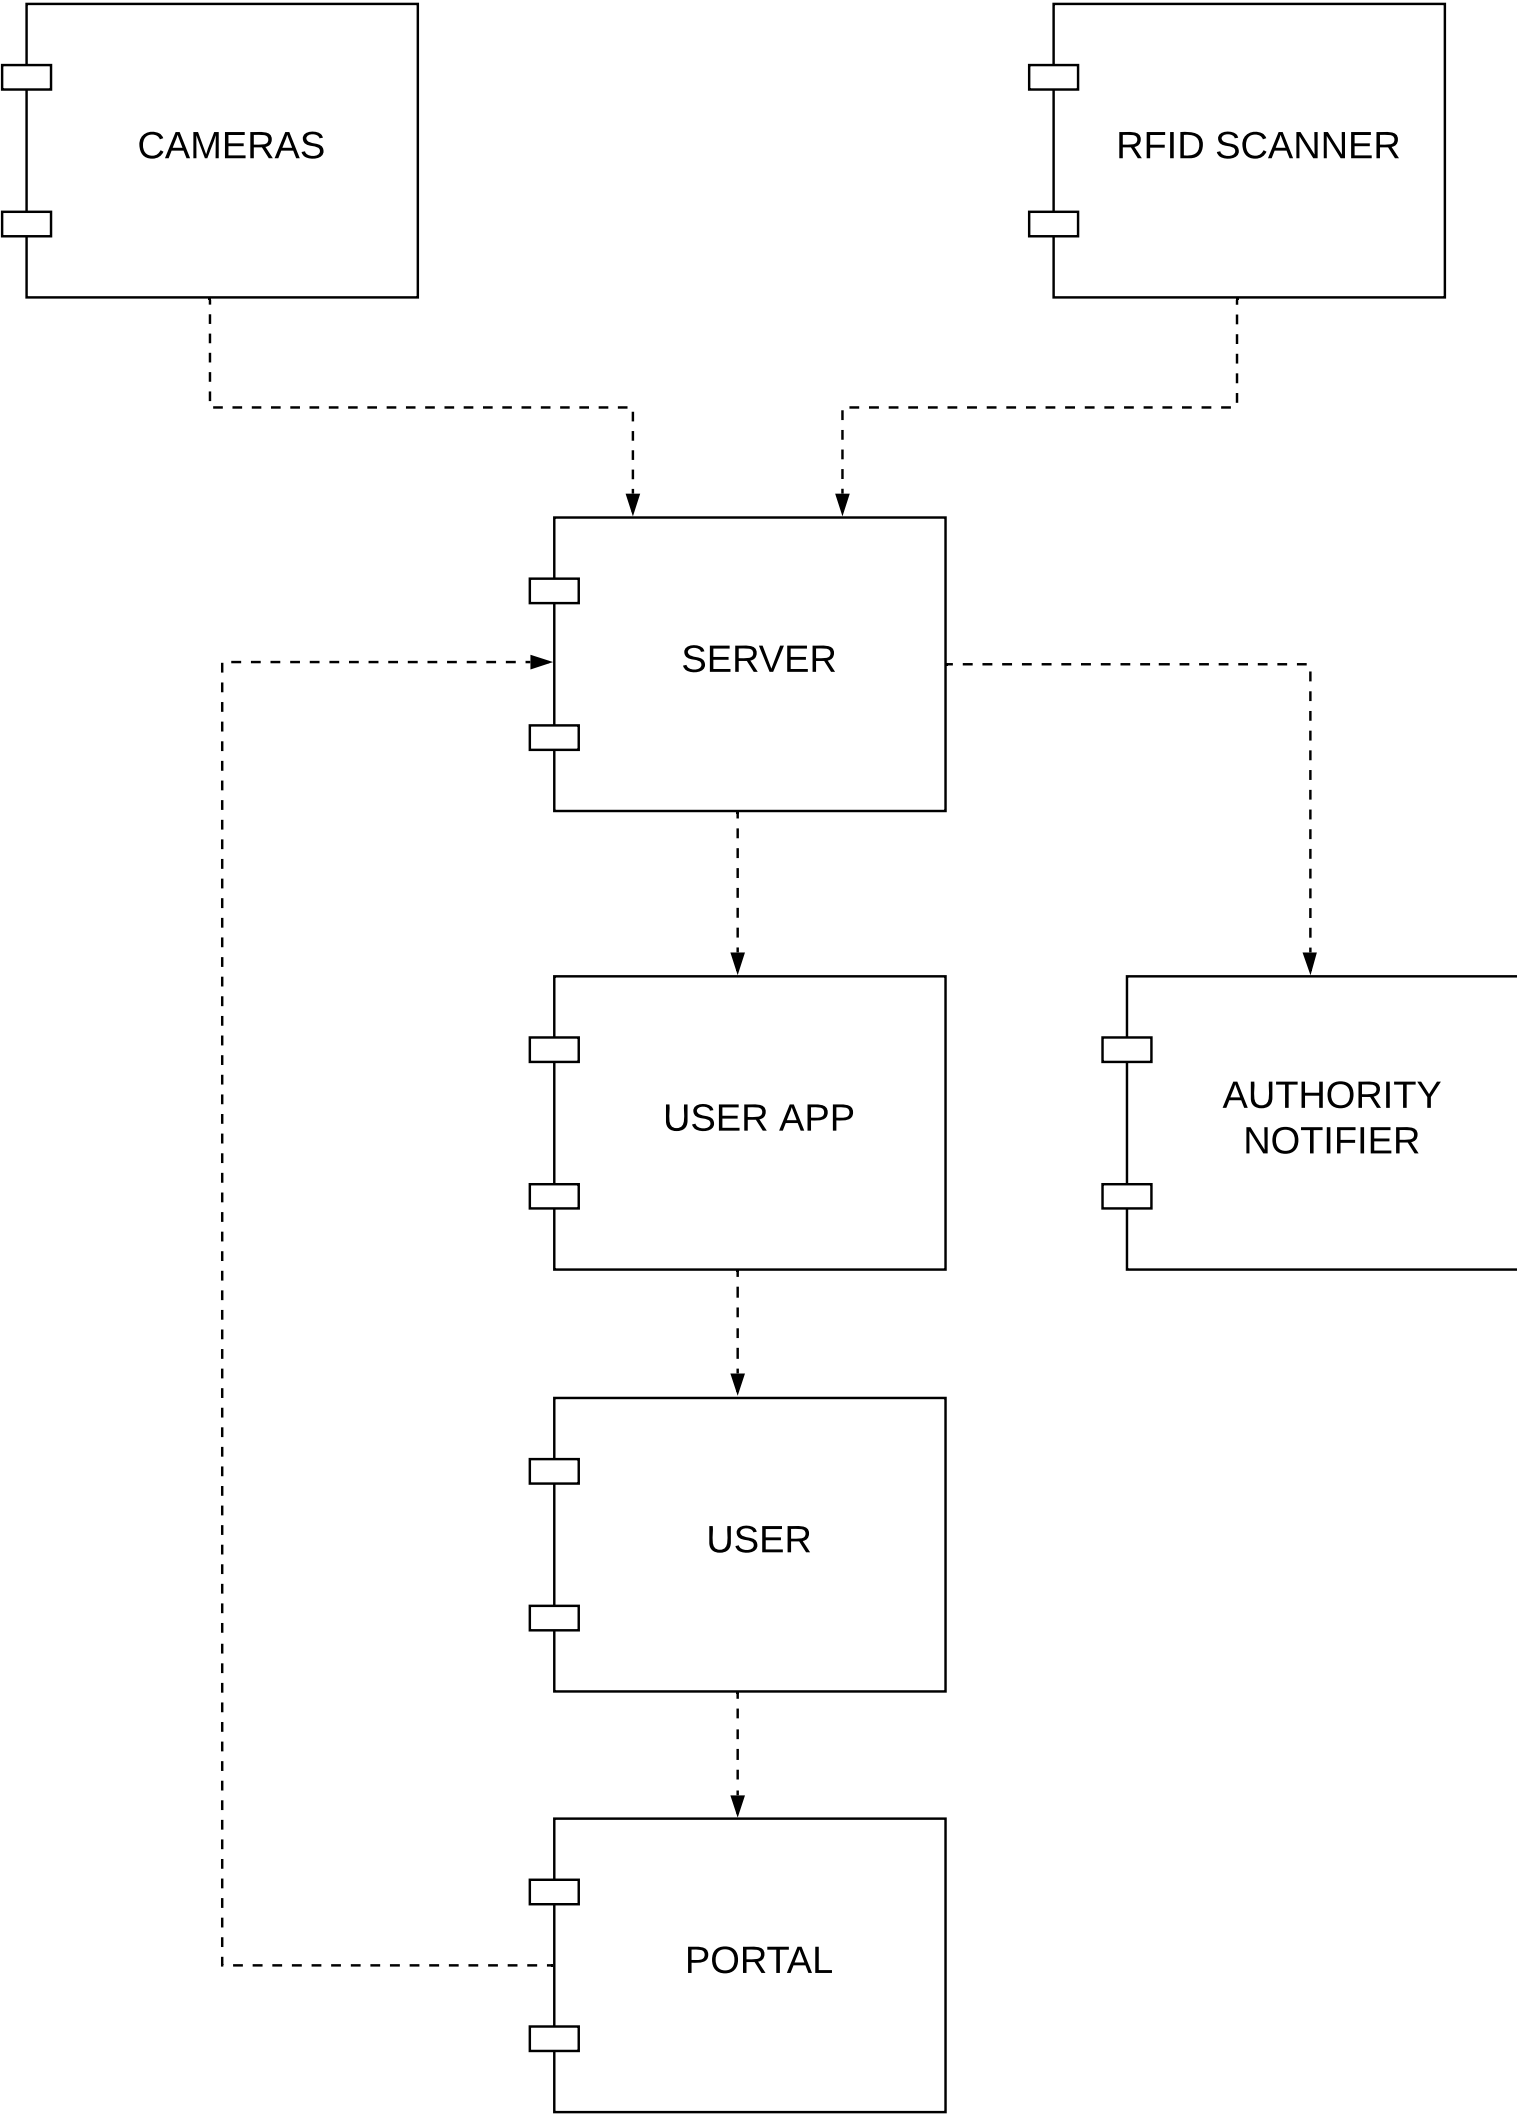 CAMERAS
RFID SCANNER
SERVER
USER APP
AUTHORITY
NOTIFIER
USER
PORTAL